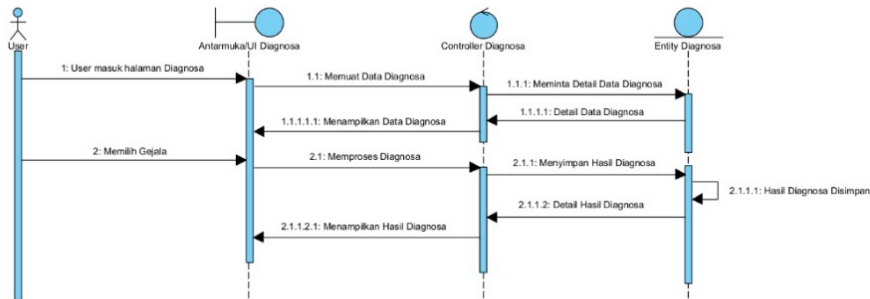 User
Antarmuka/UI Diagnosa
Controller Diagnosa
Entity Diagnosa
1: User masuk halaman Diagnosa
1.1: Memuat Data Diagnosa
1.1.1: Meminta Detail Data Diagnosa
1.1.1.1: Detail Data Diagnosa
1.1.1.1.1: Menampilkan Data Diagnosa
2: Memilih Gejala
2.1: Memproses Diagnosa
2.1.1: Menyimpan Hasil Diagnosa
2.1.1.1: Hasil Diagnosa Disimpan
2.1.1.2: Detail Hasil Diagnosa
2.1.1.2.1: Menampilkan Hasil Diagnosa